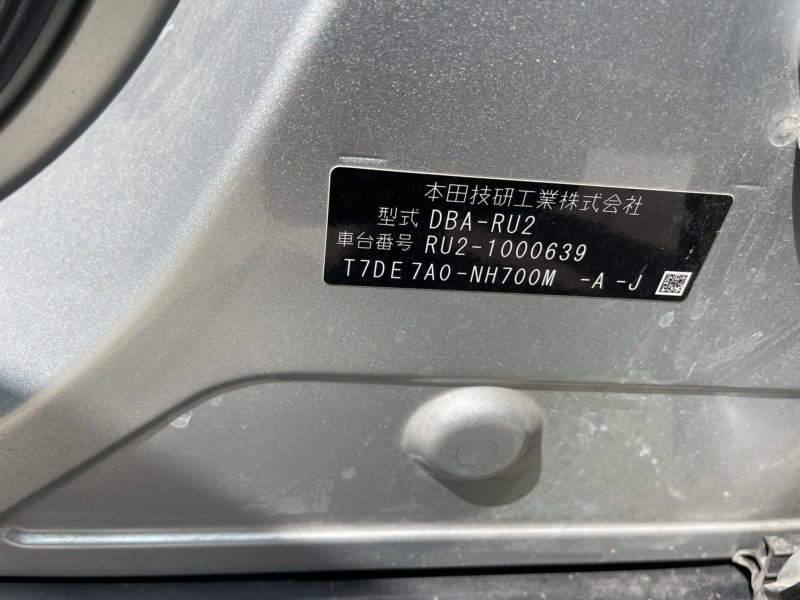 本田技研工業株式会社
型式 DBA-RU2
車台番号 RU2-1000639
T7DE7A0-NH700M -A -J